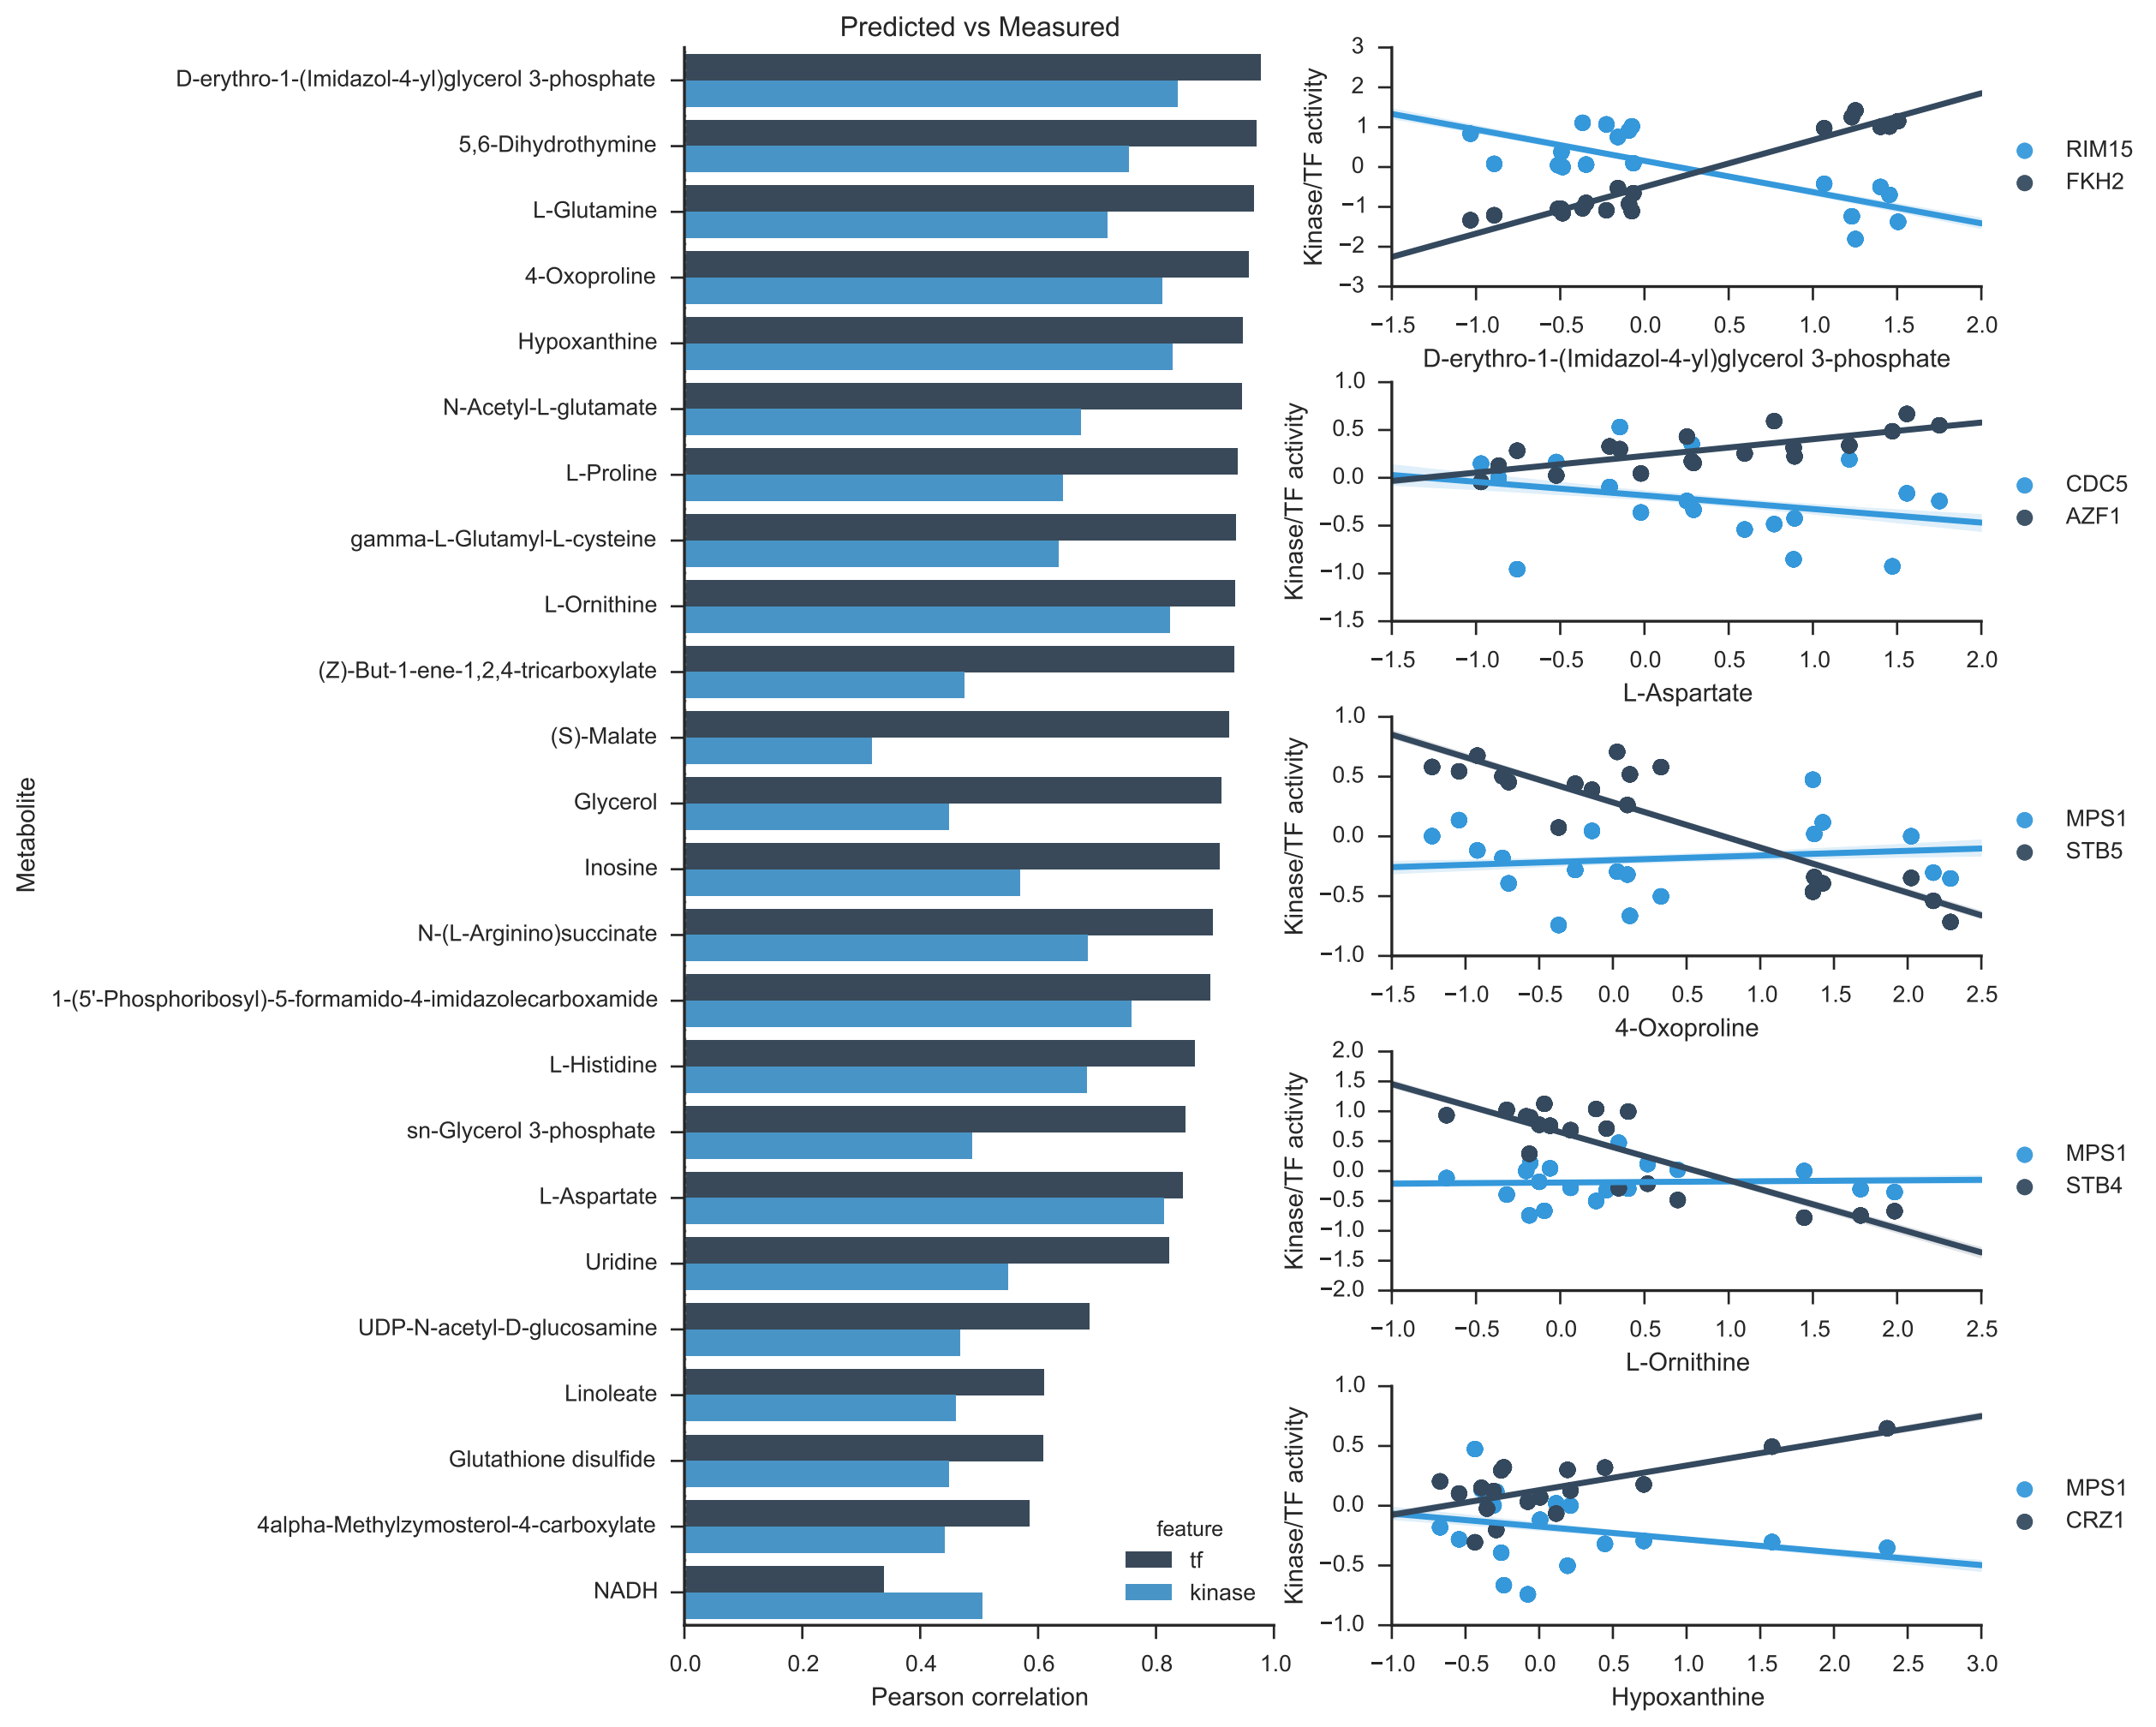 Predicted vs Measured
Metabolite
D-erythro-1-(Imidazol-4-yl)glycerol 3-phosphate
5,6-Dihydrothymine
L-Glutamine
4-Oxoproline
Hypoxanthine
N-Acetyl-L-glutamate
L-Proline
gamma-L-Glutamyl-L-cysteine
L-Ornithine
(Z)-But-1-ene-1,2,4-tricarboxylate
(S)-Malate
Glycerol
Inosine
N-(L-Arginino)succinate
1-(5'-Phosphoribosyl)-5-formamido-4-imidazolecarboxamide
L-Histidine
sn-Glycerol 3-phosphate
L-Aspartate
Uridine
UDP-N-acetyl-D-glucosamine
Linoleate
Glutathione disulfide
4alpha-Methylzymosterol-4-carboxylate
NADH
feature
tf
kinase
0.0 0.2 0.4 0.6 0.8 1.0
Pearson correlation
Kinase/TF activity
3
2
1
0
−1
−2
−3
−1.5 −1.0 −0.5 0.0 0.5 1.0 1.5 2.0
D-erythro-1-(Imidazol-4-yl)glycerol 3-phosphate
RIM15
FKH2
Kinase/TF activity
1.0
0.5
0.0
−0.5
−1.0
−1.5
−1.5 −1.0 −0.5 0.0 0.5 1.0 1.5 2.0
L-Aspartate
CDC5
AZF1
Kinase/TF activity
1.0
0.5
0.0
−0.5
−1.0
−1.5 −1.0 −0.5 0.0 0.5 1.0 1.5 2.0 2.5
4-Oxoproline
MPS1
STB5
Kinase/TF activity
2.0
1.5
1.0
0.5
0.0
−0.5
−1.0
−1.5
−2.0
−1.0 −0.5 0.0 0.5 1.0 1.5 2.0 2.5
L-Ornithine
MPS1
STB4
Kinase/TF activity
1.0
0.5
0.0
−0.5
−1.0
−1.0 −0.5 0.0 0.5 1.0 1.5 2.0 2.5 3.0
Hypoxanthine
MPS1
CRZ1